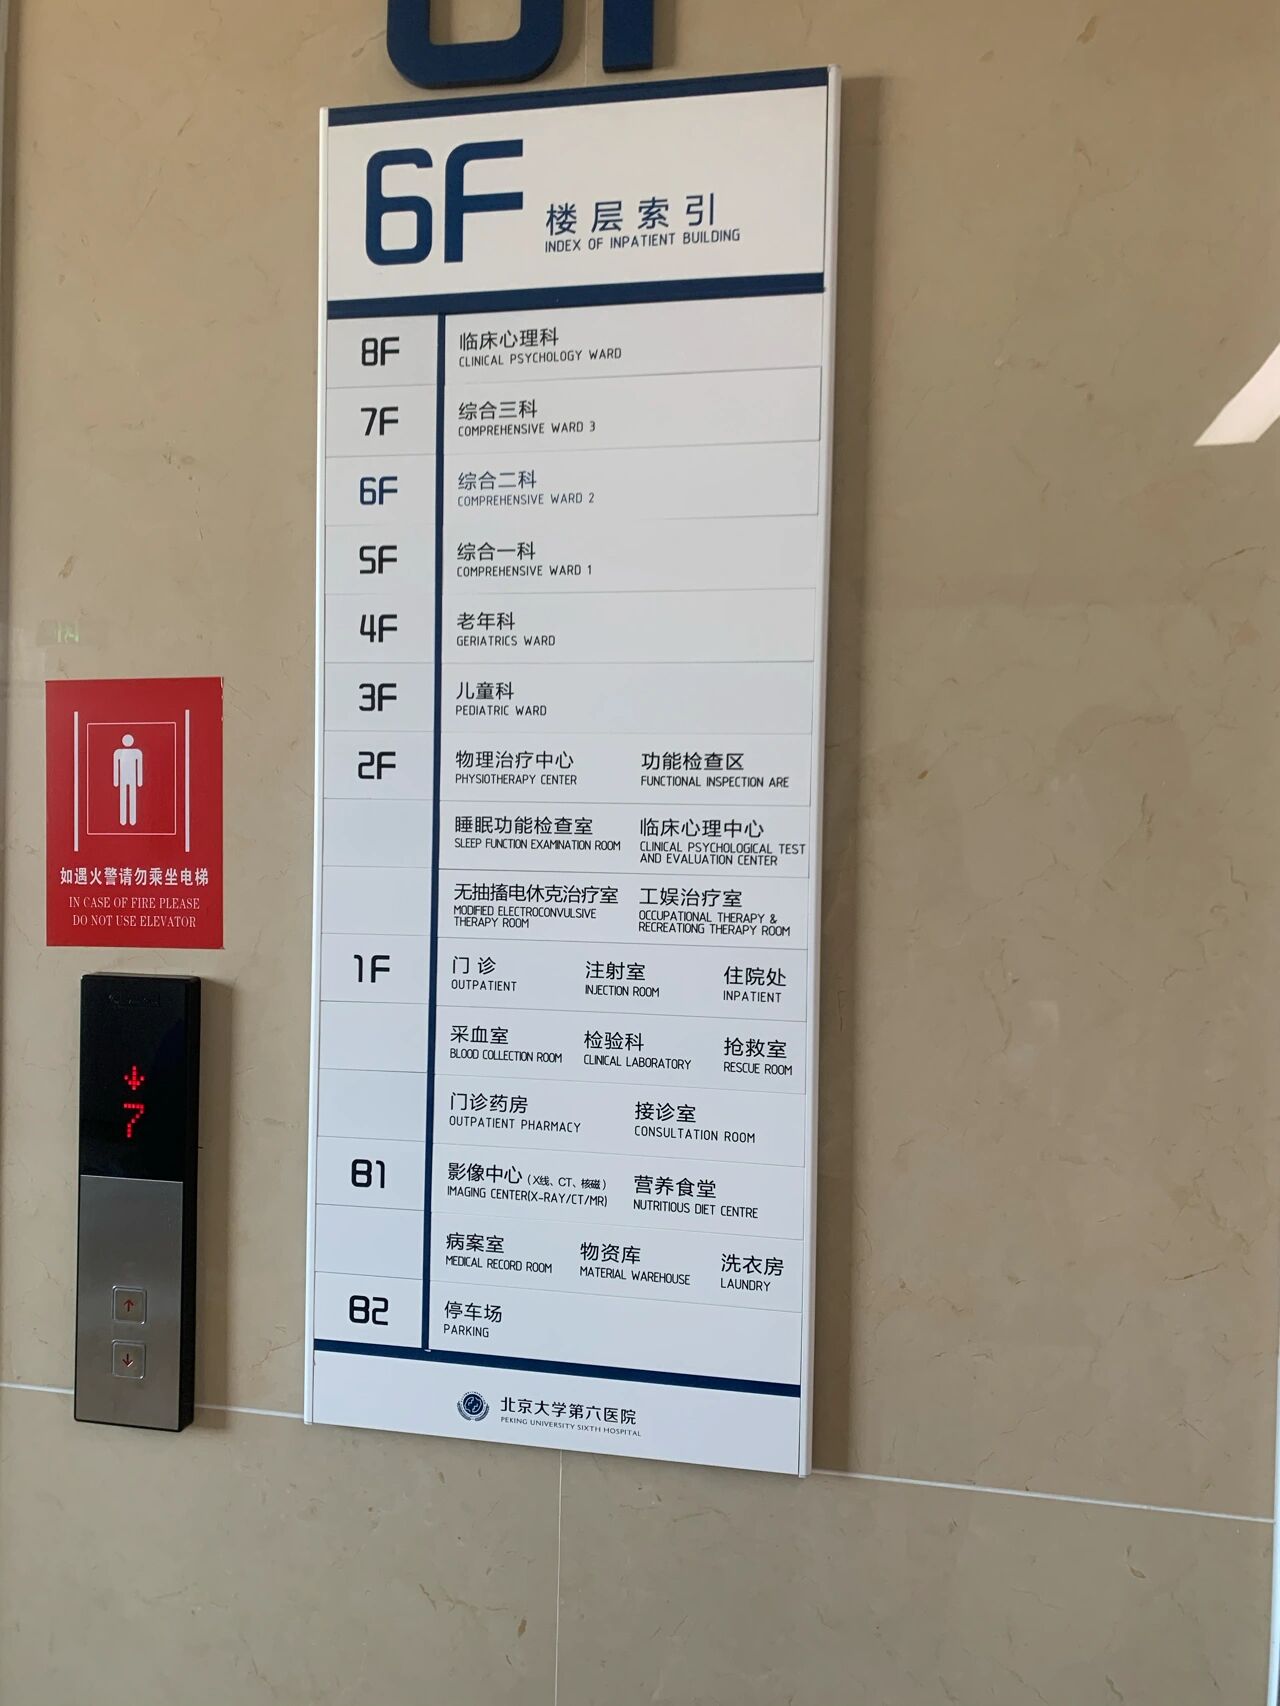 6F
6F
楼层索引
INDEX OF INPATIENT BUILDING
8F
临床心理科
CLINICAL PSYCHOLOGY WARD
7F
综合三科
COMPREHENSIVE WARD 3
6F
综合二科
COMPREHENSIVE WARD 2
5F
综合一科
COMPREHENSIVE WARD 1
4F
老年科
GERIATRICS WARD
3F
儿童科
PEDIATRIC WARD
2F
物理治疗中心
PHYSIOTHERAPY CENTER
功能检查区
FUNCTIONAL INSPECTION ARE
睡眠功能检查室
SLEEP FUNCTION EXAMINATION ROOM
临床心理中心
CLINICAL PSYCHOLOGICAL TEST
AND EVALUATION CENTER
无抽搐电休克治疗室
MODIFIED ELECTROCONVULSIVE
THERAPY ROOM
工娱治疗室
OCCUPATIONAL THERAPY &
RECREATIONG THERAPY ROOM
1F
门诊
OUTPATIENT
注射室
INJECTION ROOM
住院处
INPATIENT
采血室
BLOOD COLLECTION ROOM
检验科
CLINICAL LABORATORY
抢救室
RESCUE ROOM
门诊药房
OUTPATIENT PHARMACY
接诊室
CONSULTATION ROOM
B1
影像中心（X线、CT、核磁）
IMAGING CENTER(X-RAY/CT/MR)
营养食堂
NUTRITIOUS DIET CENTRE
病案室
MEDICAL RECORD ROOM
物资库
MATERIAL WAREHOUSE
洗衣房
LAUNDRY
B2
停车场
PARKING
北京大学第六医院
PEKING UNIVERSITY SIXTH HOSPITAL
如遇火警请勿乘坐电梯
IN CASE OF FIRE PLEASE
DO NOT USE ELEVATOR
7